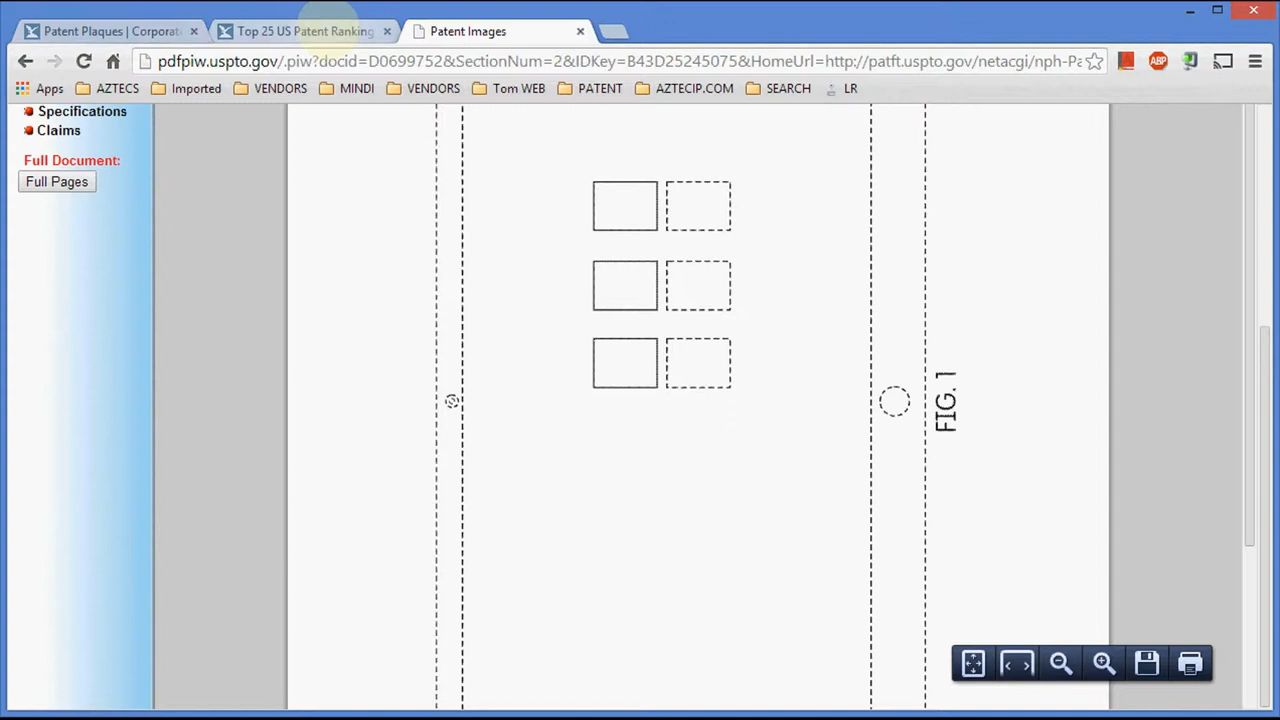 Patent Plaques | Corporat
Top 25 US Patent Ranking
Patent Images
pdfpiw.uspto.gov/.piw?docid=D0699752&SectionNum=2&IDKey=B43D25245075&HomeUrl=http://patft.uspto.gov/netacgi/nph-Pa
Apps AZTECS Imported VENDORS MINDI VENDORS Tom WEB PATENT AZTECIP.COM SEARCH LR
Specifications
Claims
Full Document:
Full Pages
FIG. 1
ABP